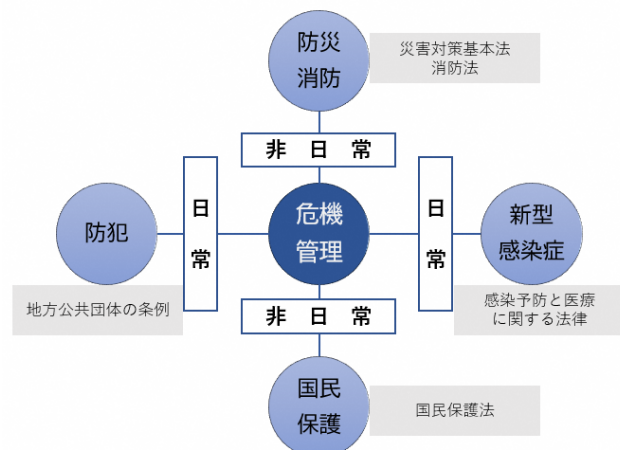 防災
消防
災害対策基本法
消防法
非日常
防犯
日常
危機
管理
日常
新型
感染症
地方公共団体の条例
感染予防と医療
に関する法律
非日常
国民
保護
国民保護法